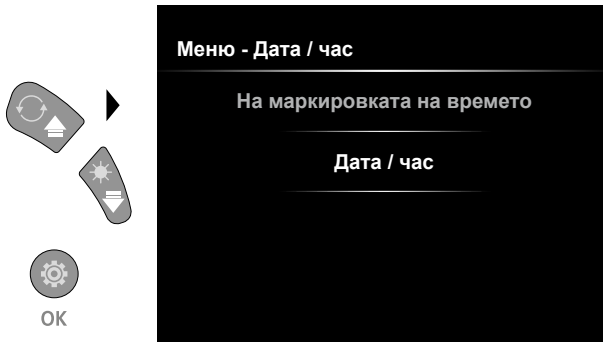 Меню - Дата / час
На маркировката на времето
Дата / час
OK